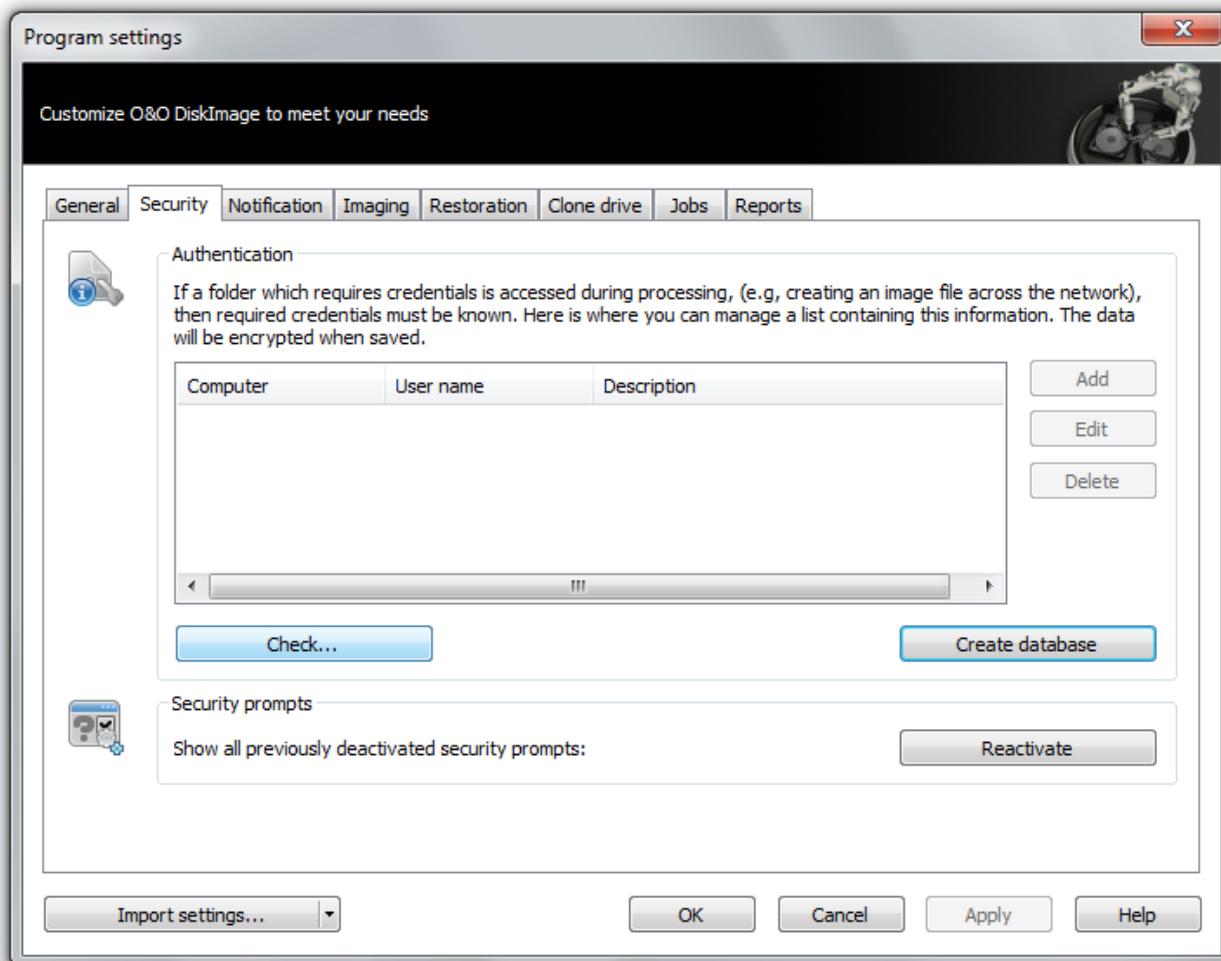 Program settings
Customize O&O DiskImage to meet your needs
General Security Notification Imaging Restoration Clone drive Jobs Reports
Authentication
If a folder which requires credentials is accessed during processing, (e.g, creating an image file across the network),
then required credentials must be known. Here is where you can manage a list containing this information. The data
will be encrypted when saved.
Computer User name Description
Add
Edit
Delete
Check... Create database
Security prompts
Show all previously deactivated security prompts: Reactivate
Import settings... OK Cancel Apply Help